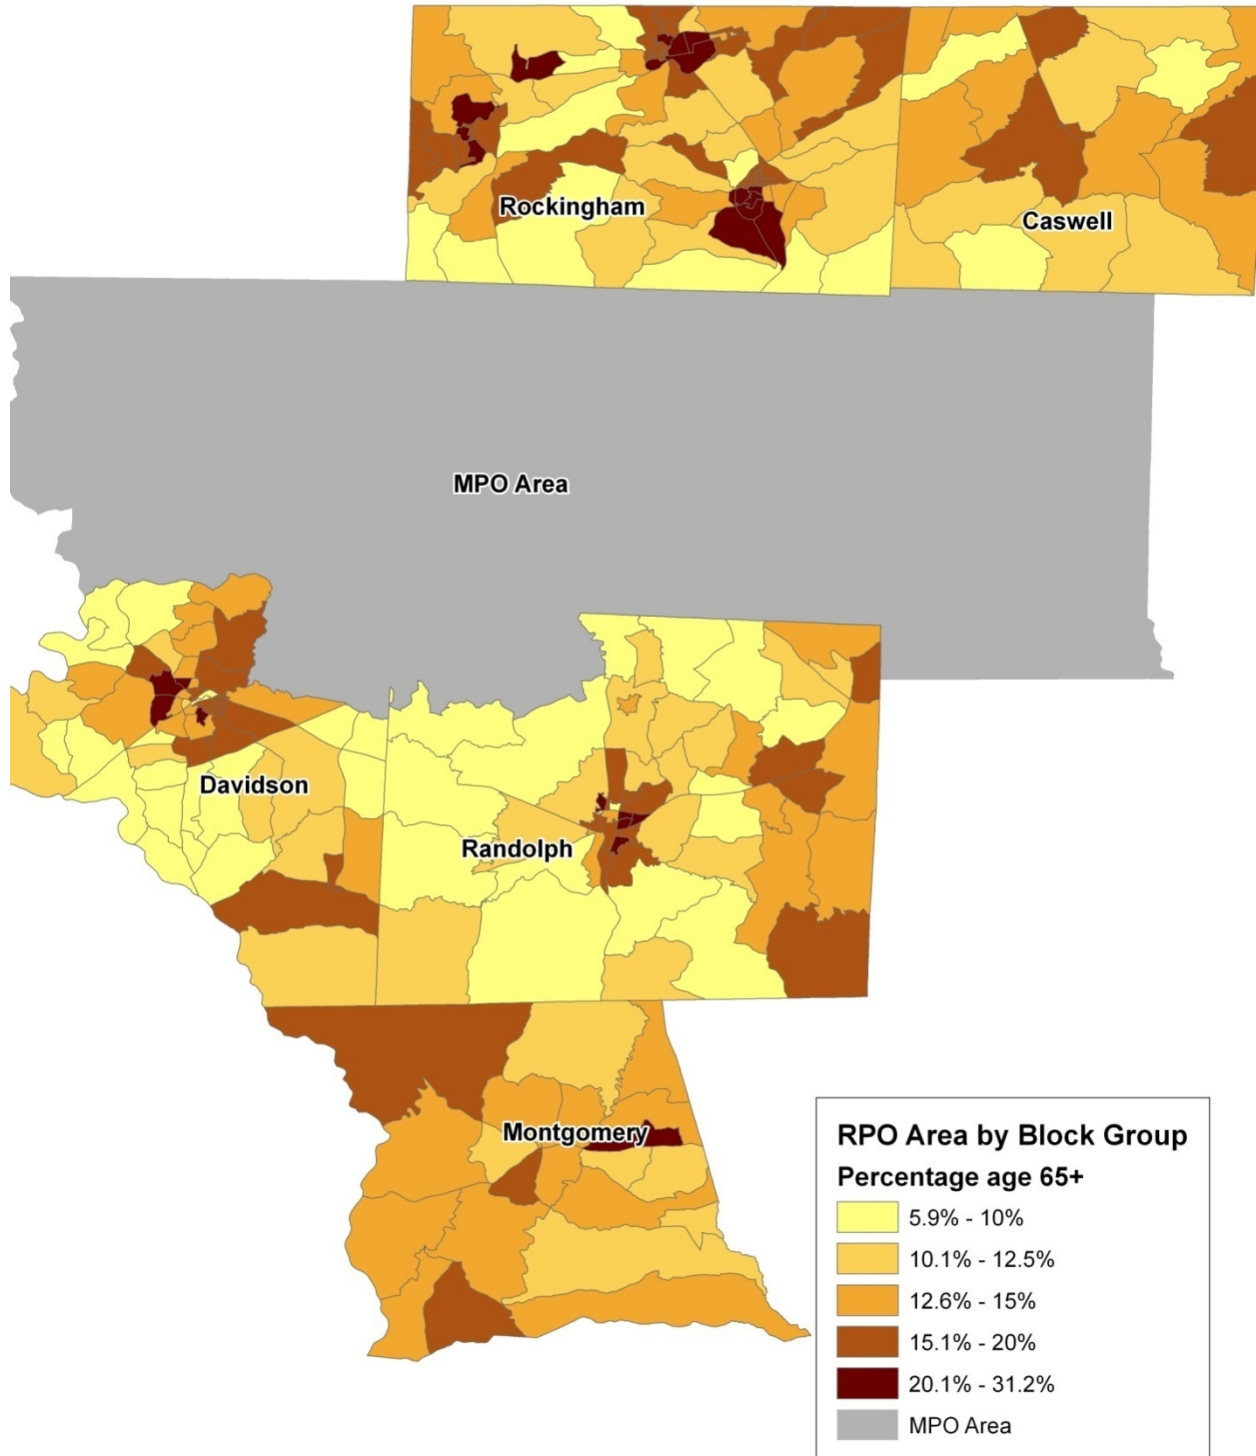 Rockingham
Caswell
MPO Area
Davidson
Randolph
Montgomery
RPO Area by Block Group
Percentage age 65+
5.9% - 10%
10.1% - 12.5%
12.6% - 15%
15.1% - 20%
20.1% - 31.2%
MPO Area